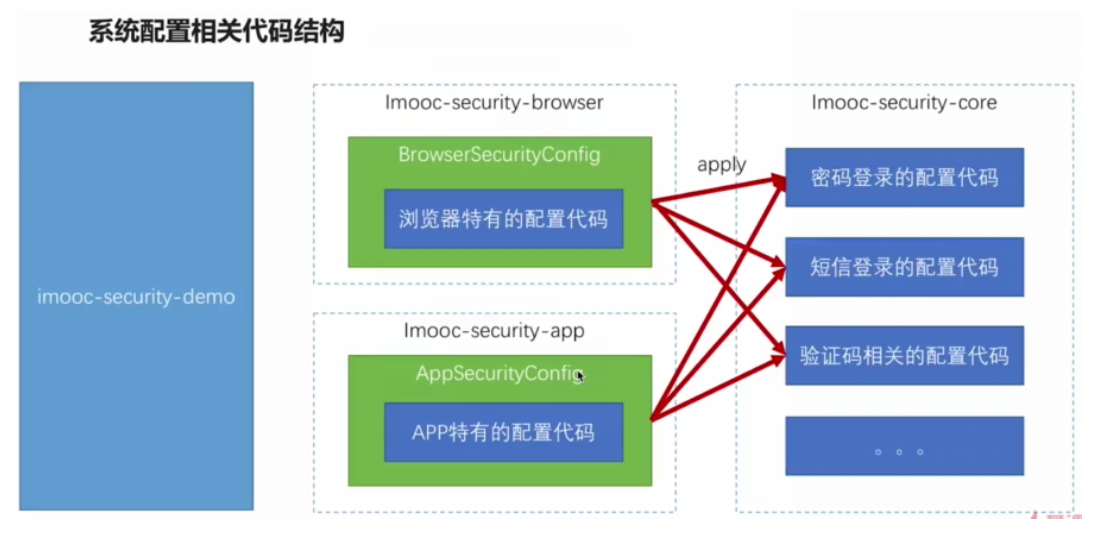 系统配置相关代码结构
imooc-security-demo
Imooc-security-browser
BrowserSecurityConfig
浏览器特有的配置代码
Imooc-security-app
AppSecurityConfig
APP特有的配置代码
apply
Imooc-security-core
密码登录的配置代码
短信登录的配置代码
验证码相关的配置代码
。。。